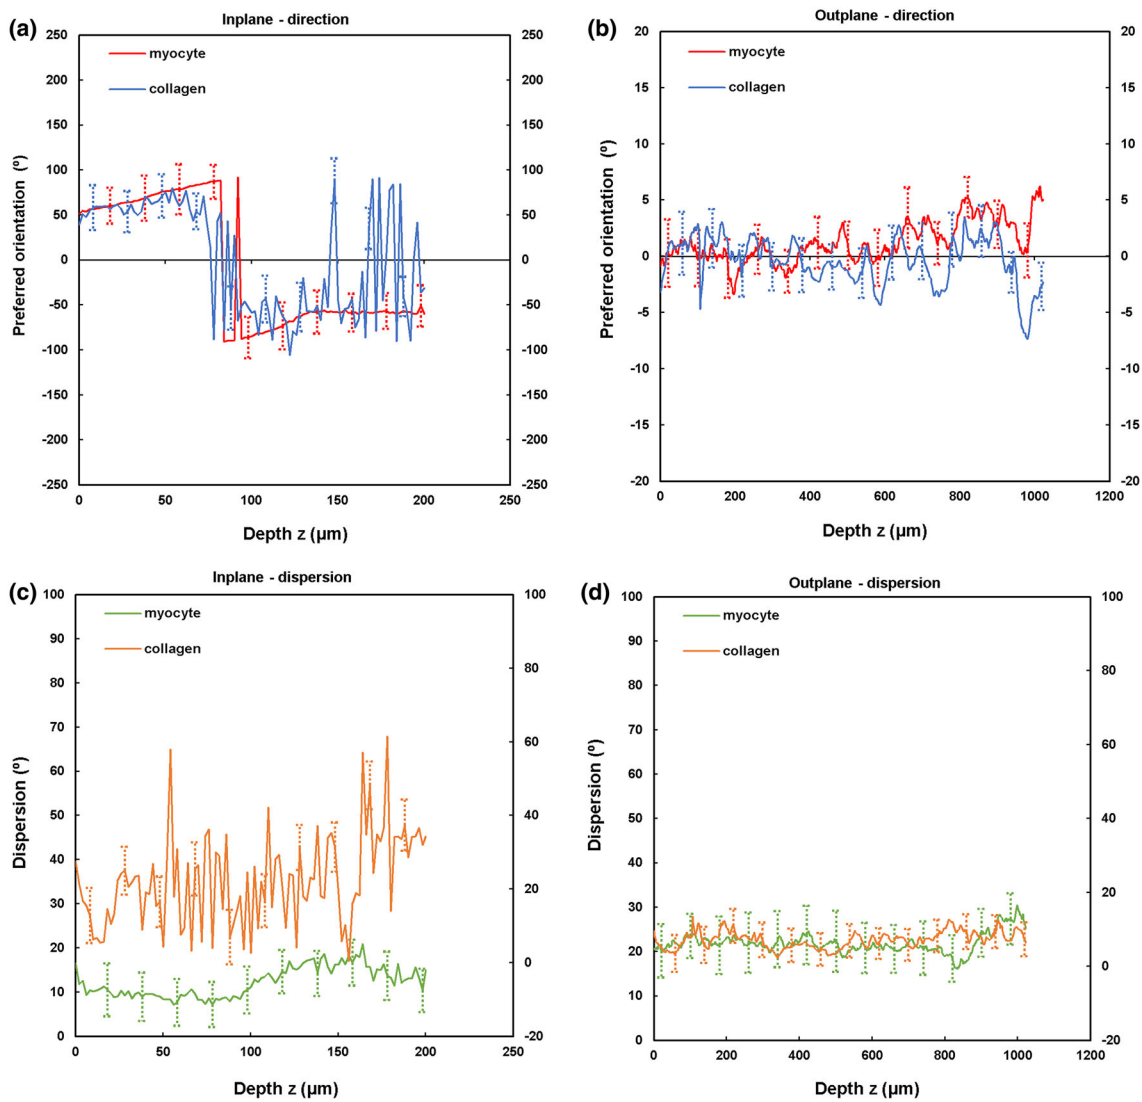 (a)
Inplane - direction
myocyte
collagen
Preferred orientation (º)
250
200
150
100
50
0
-50
-100
-150
-200
-250
250
200
150
100
50
0
-50
-100
-150
-200
-250
0 50 100 150 200 250
Depth z (µm)
(b)
Outplane - direction
myocyte
collagen
Preferred orientation (º)
20
15
10
5
0
-5
-10
-15
-20
20
15
10
5
0
-5
-10
-15
-20
0 200 400 600 800 1000 1200
Depth z (µm)
(c)
Inplane - dispersion
myocyte
collagen
Dispersion (º)
100
90
80
70
60
50
40
30
20
10
0
100
80
60
40
20
0
-20
0 50 100 150 200 250
Depth z (µm)
(d)
Outplane - dispersion
myocyte
collagen
Dispersion (º)
100
90
80
70
60
50
40
30
20
10
0
100
80
60
40
20
0
-20
0 200 400 600 800 1000 1200
Depth z (µm)